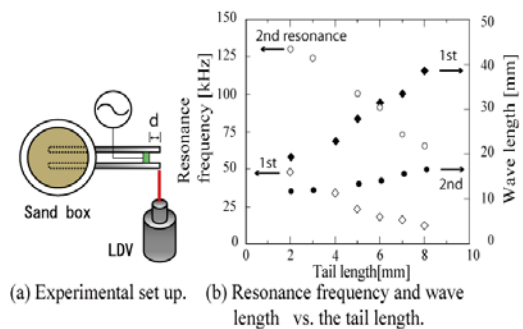 d
Sand box
LDV
(a) Experimental set up.
Resonance
frequency [kHz]
150
125
100
75
50
25
0
2nd resonance
1st
1st
2nd
50
40
30
20
10
0
Wave length [mm]
0 2 4 6 8 10
Tail length[mm]
(b) Resonance frequency and wave
length vs. the tail length.